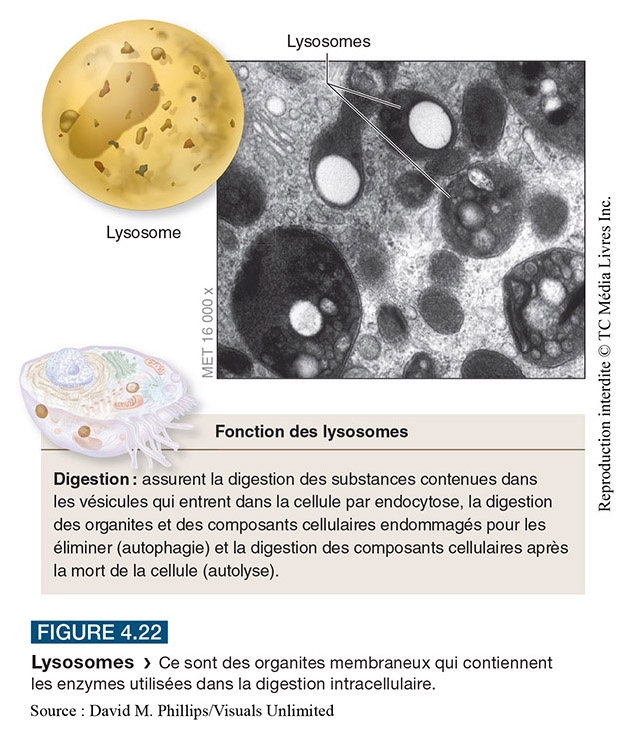 Lysosomes
Lysosome
MET 16 000 x
Reproduction interdite © TC Média Livres Inc.
Fonction des lysosomes
Digestion : assurent la digestion des substances contenues dans
les vésicules qui entrent dans la cellule par endocytose, la digestion
des organites et des composants cellulaires endommagés pour les
éliminer (autophagie) et la digestion des composants cellulaires après
la mort de la cellule (autolyse).
FIGURE 4.22
Lysosomes › Ce sont des organites membraneux qui contiennent
les enzymes utilisées dans la digestion intracellulaire.
Source : David M. Phillips/Visuals Unlimited